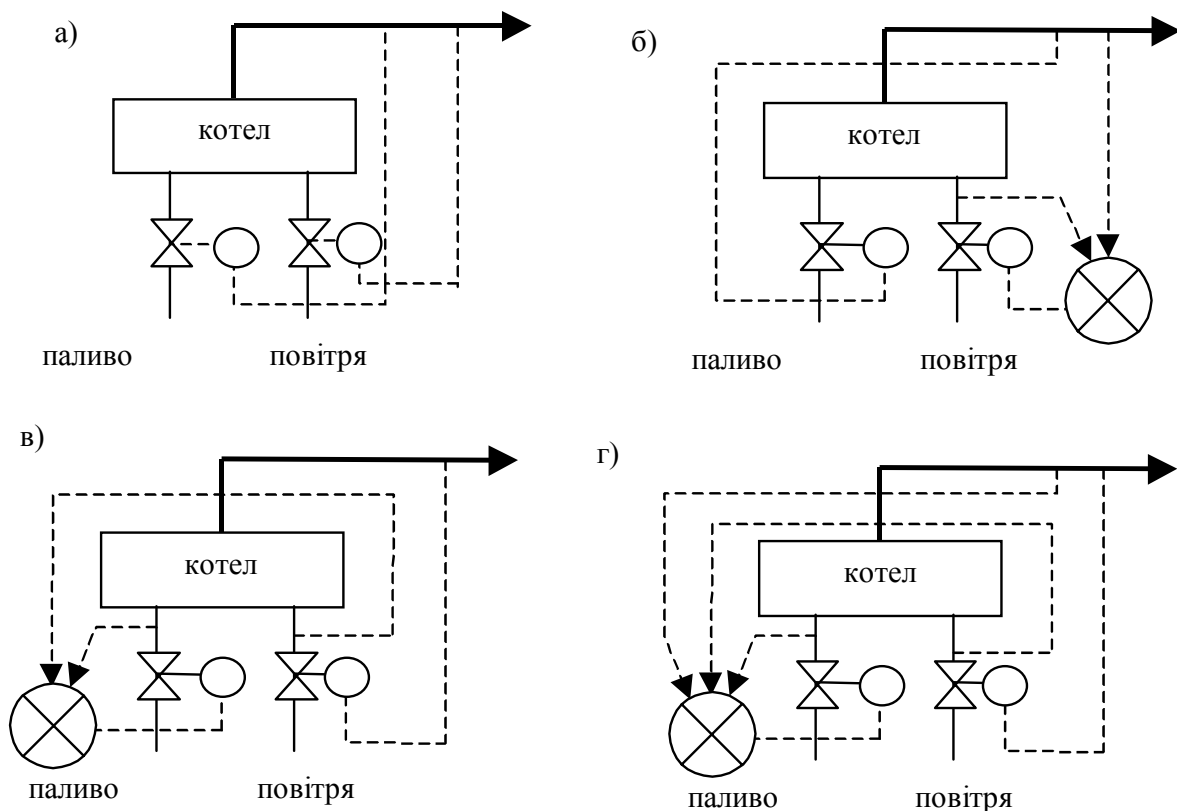 а)
котел
паливо повітря
б)
котел
паливо повітря
в)
котел
паливо повітря
г)
котел
паливо повітря